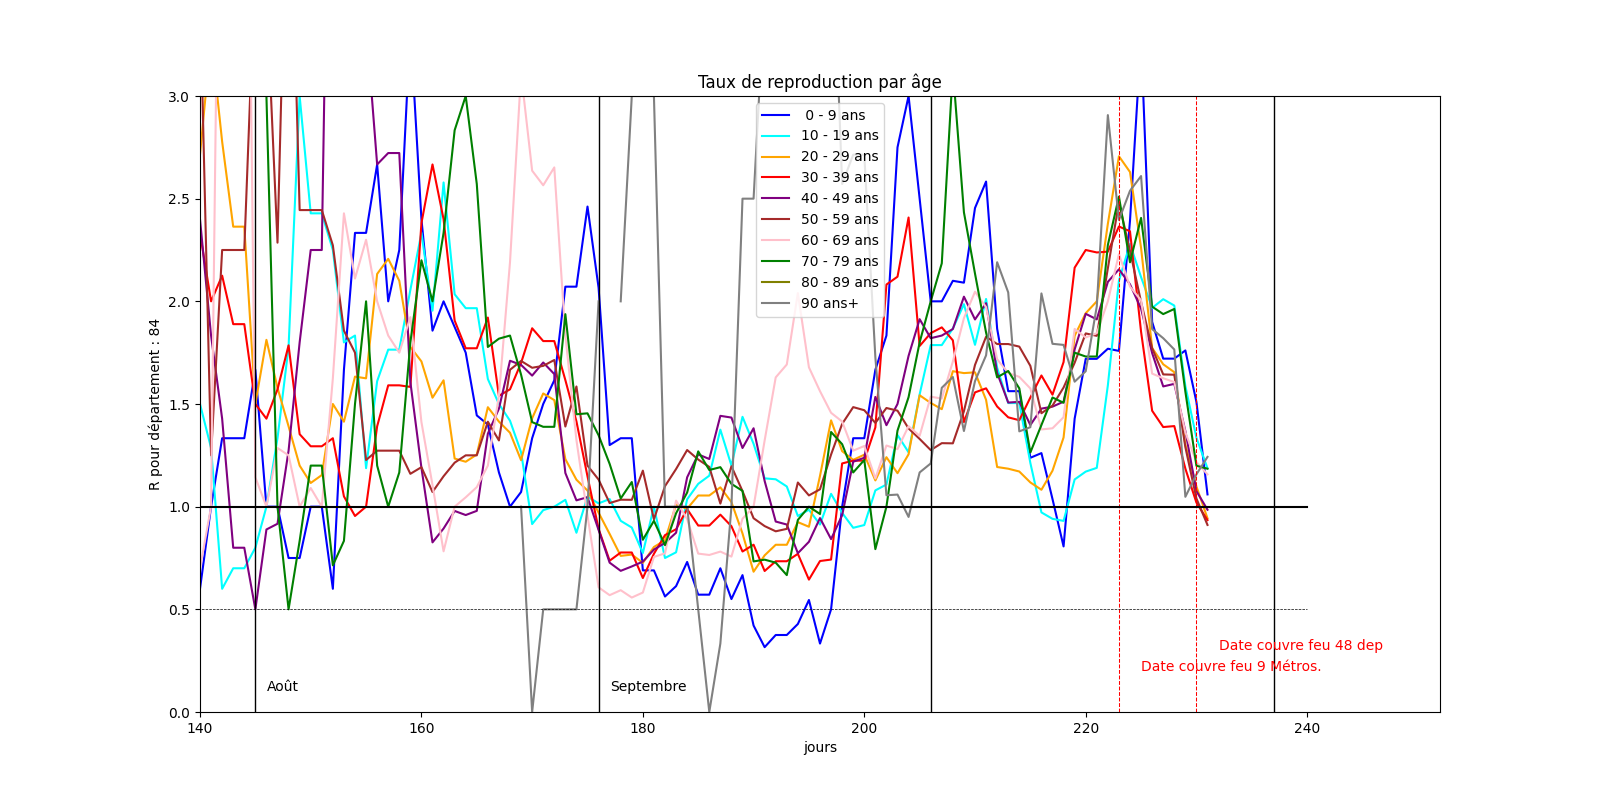 Taux de reproduction par âge
R pour département : 84
3.0
2.5
2.0
1.5
1.0
0.5
0.0
0 - 9 ans
10 - 19 ans
20 - 29 ans
30 - 39 ans
40 - 49 ans
50 - 59 ans
60 - 69 ans
70 - 79 ans
80 - 89 ans
90 ans+
Date couvre feu 48 dep
Date couvre feu 9 Métros.
Août
Septembre
140
160
180
200
220
240
jours